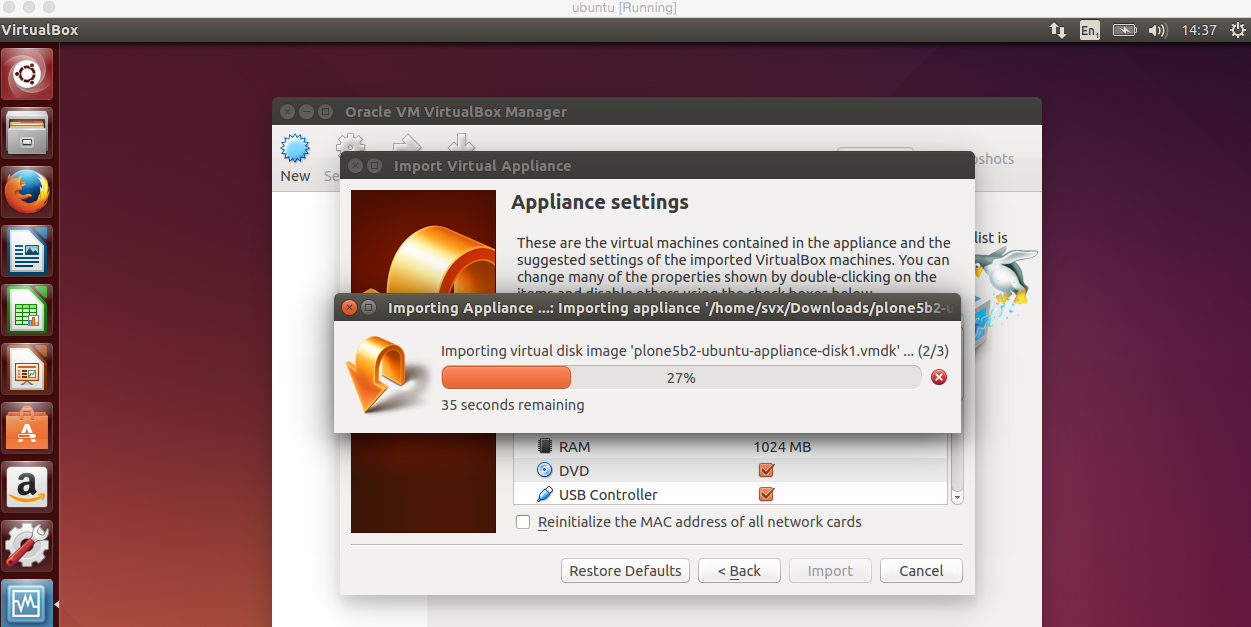 ubuntu [Running]
VirtualBox
En1
14:37
Oracle VM VirtualBox Manager
New
Se
pshots
Import Virtual Appliance
Appliance settings
These are the virtual machines contained in the appliance and the
suggested settings of the imported VirtualBox machines. You can
change many of the properties shown by double-clicking on the
items and disable others using the check boxes below.
list is
Importing Appliance ...: Importing appliance '/home/svx/Downloads/plone5b2-u
Importing virtual disk image 'plone5b2-ubuntu-appliance-disk1.vmdk' ... (2/3)
27%
35 seconds remaining
RAM 1024 MB
DVD
USB Controller
Reinitialize the MAC address of all network cards
Restore Defaults
< Back
Import
Cancel